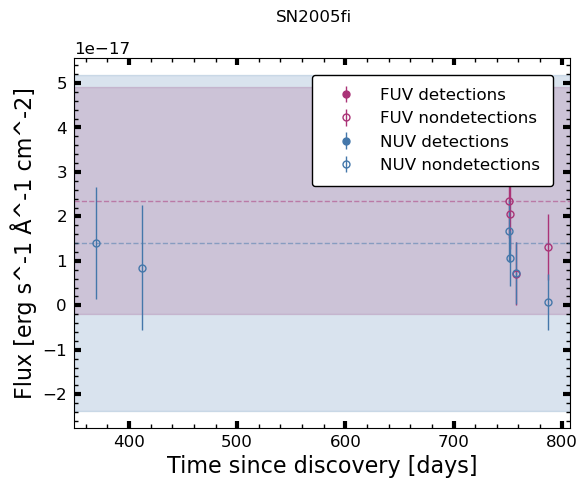 SN2005fi
1e−17
FUV detections
FUV nondetections
NUV detections
NUV nondetections
Flux [erg s^-1 Å^-1 cm^-2]
5
4
3
2
1
0
−1
−2
400
500
600
700
800
Time since discovery [days]